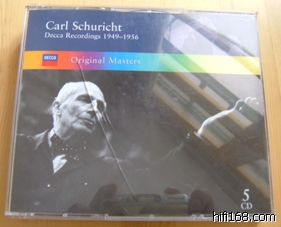 Carl Schuricht
Decca Recordings 1949-1956
DECCA
Original Masters
5
CD
hifi168.com